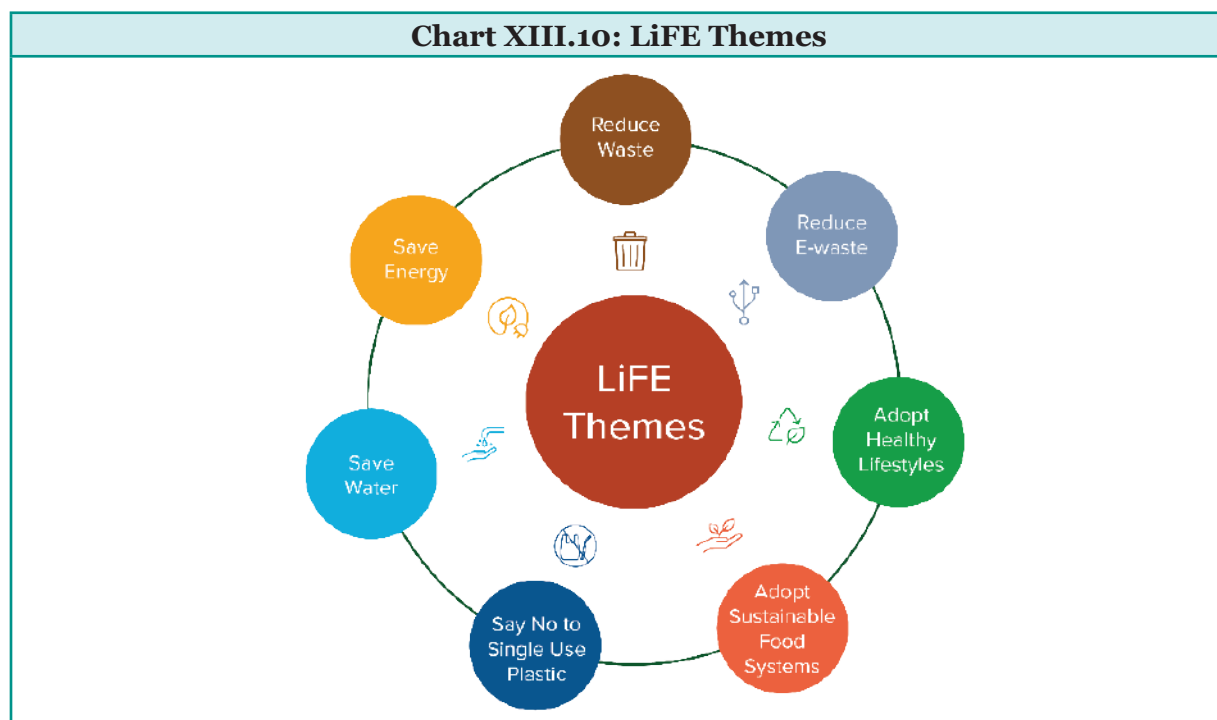 Chart XIII.10: LiFE Themes
Reduce
Waste
Reduce
E-waste
Adopt
Healthy
Lifestyles
Adopt
Sustainable
Food
Systems
Say No to
Single Use
Plastic
Save
Water
Save
Energy
LiFE
Themes